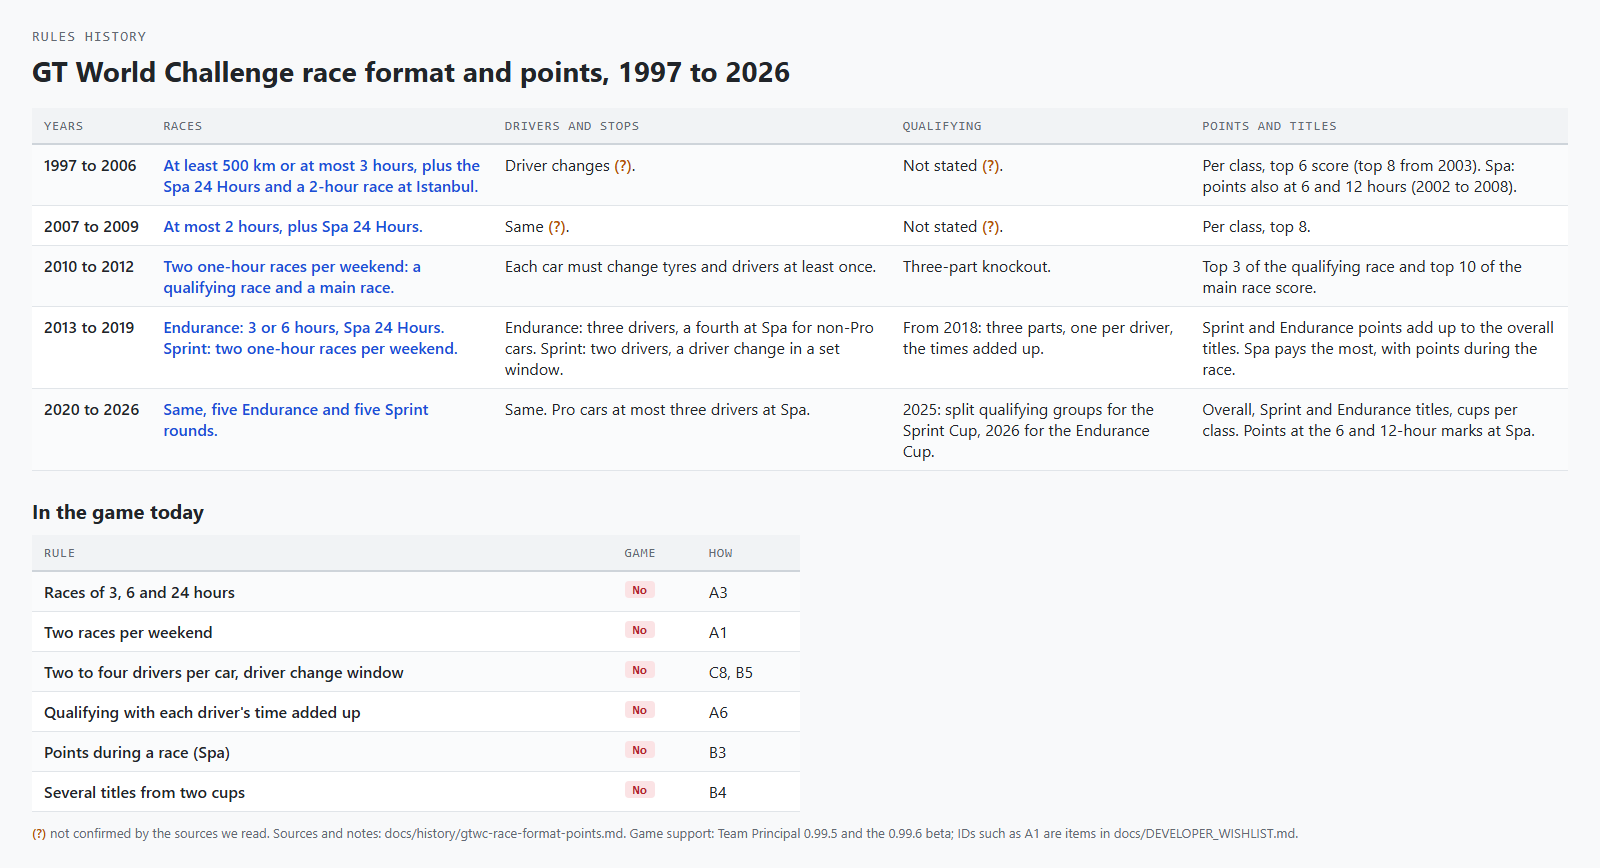 RULES HISTORY
GT World Challenge race format and points, 1997 to 2026
YEARS RACES DRIVERS AND STOPS QUALIFYING POINTS AND TITLES
1997 to 2006 At least 500 km or at most 3 hours, plus the Driver changes (?). Not stated (?). Per class, top 6 score (top 8 from 2003). Spa:
Spa 24 Hours and a 2-hour race at Istanbul. points also at 6 and 12 hours (2002 to 2008).
2007 to 2009 At most 2 hours, plus Spa 24 Hours. Same (?). Not stated (?). Per class, top 8.
2010 to 2012 Two one-hour races per weekend: a Each car must change tyres and drivers at least once. Three-part knockout. Top 3 of the qualifying race and top 10 of the
qualifying race and a main race. main race score.
2013 to 2019 Endurance: 3 or 6 hours, Spa 24 Hours. Endurance: three drivers, a fourth at Spa for non-Pro From 2018: three parts, one per driver, Sprint and Endurance points add up to the overall
Sprint: two one-hour races per weekend. cars. Sprint: two drivers, a driver change in a set the times added up. titles. Spa pays the most, with points during the
window. race.
2020 to 2026 Same, five Endurance and five Sprint Same. Pro cars at most three drivers at Spa. 2025: split qualifying groups for the Overall, Sprint and Endurance titles, cups per
rounds. Sprint Cup, 2026 for the Endurance class. Points at the 6 and 12-hour marks at Spa.
Cup.
In the game today
RULE GAME HOW
Races of 3, 6 and 24 hours No A3
Two races per weekend No A1
Two to four drivers per car, driver change window No C8, B5
Qualifying with each driver's time added up No A6
Points during a race (Spa) No B3
Several titles from two cups No B4
(?) not confirmed by the sources we read. Sources and notes: docs/history/gtwc-race-format-points.md. Game support: Team Principal 0.99.5 and the 0.99.6 beta; IDs such as A1 are items in docs/DEVELOPER_WISHLIST.md.